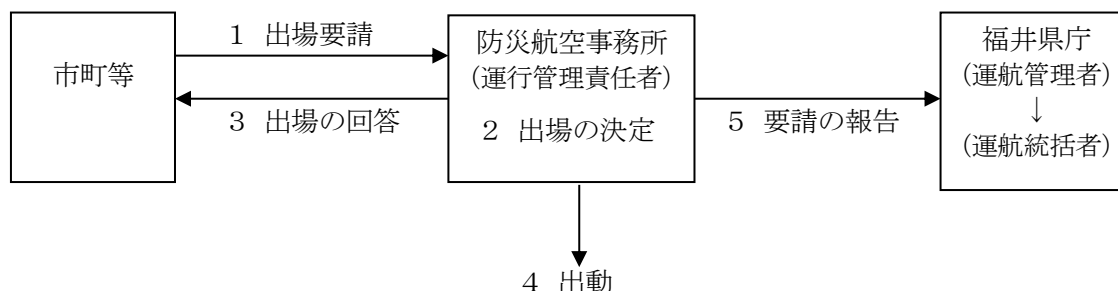 市町等
1 出場要請
3 出場の回答
防災航空事務所
(運行管理責任者)
2 出場の決定
4 出動
5 要請の報告
福井県庁
(運航管理者)
↓
(運航統括者)